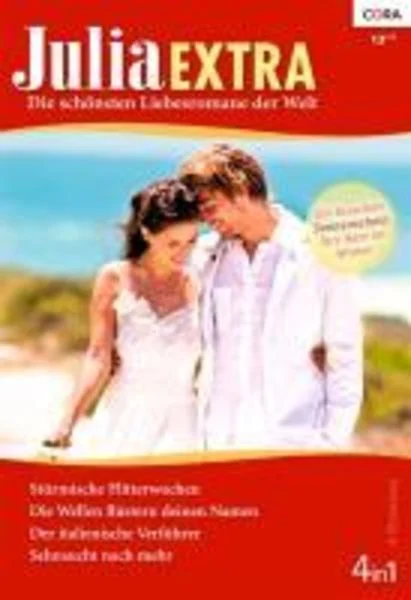 CORA
Julia EXTRA
Die schönsten Liebesromane der Welt
Stürmische Flitterwochen
Die Wellen flüstern deinen Namen
Der italienische Verführer
Sehnsucht nach mehr
4in1